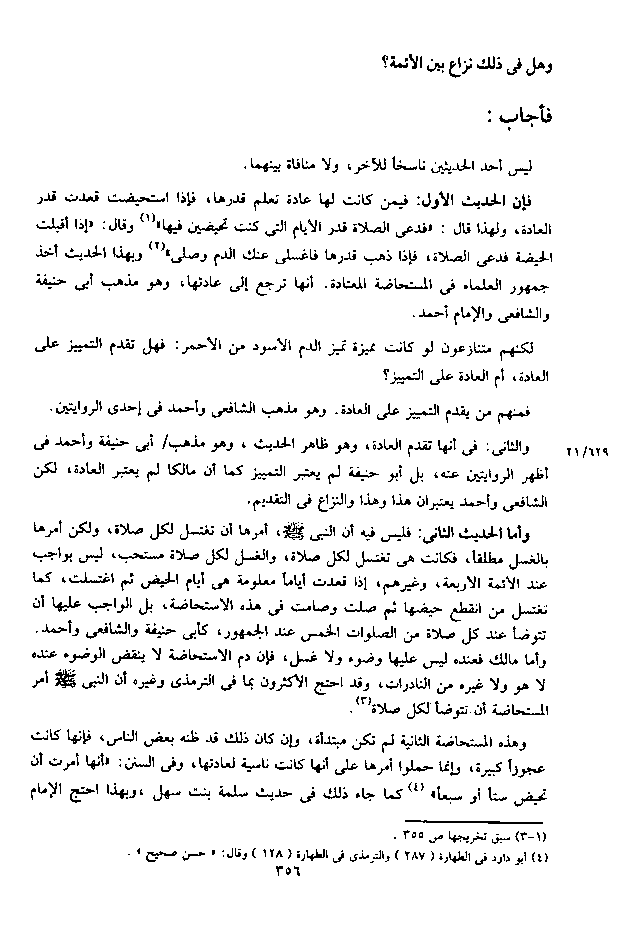 وهل فى ذلك نزاع بين الأئمة؟
فأجاب :
ليس أحد الحديثين ناسخاً للآخر، ولا منافاة بينهما.
فإن الحديث الأول: فيمن كانت لها عادة تعلم قدرها، فإذا استحيضت قعدت قدر
العادة، ولهذا قال : «فدعى الصلاة قدر الأيام التى كنت تحيضين فيها»(١) وقال: «إذا أقبلت
الحيضة فدعى الصلاة، فإذا ذهب قدرها فاغسلى عنك الدم وصلى»(٢) وبهذا الحديث أخذ
جمهور العلماء فى المستحاضة المعتادة. أنها ترجع إلى عادتها، وهو مذهب أبى حنيفة
والشافعى والإمام أحمد.
لكنهم متنازعون لو كانت مميزة تميز الدم الأسود من الأحمر: فهل تقدم التمييز على
العادة، أم العادة على التمييز؟
فمنهم من يقدم التمييز على العادة. وهو مذهب الشافعى وأحمد فى إحدى الروايتين.
والثانى: فى أنها تقدم العادة، وهو ظاهر الحديث ، وهو مذهب/ أبى حنيفة وأحمد فى
٢١/٦٢٩
أظهر الروايتين عنه، بل أبو حنيفة لم يعتبر التمييز كما أن مالكا لم يعتبر العادة، لكن
الشافعى وأحمد يعتبران هذا وهذا والنزاع فى التقديم.
وأما الحديث الثانى: فليس فيه أن النبى ﷺ، أمرها أن تغتسل لكل صلاة، ولكن أمرها
بالغسل مطلقاً، فكانت هى تغتسل لكل صلاة، والغسل لكل صلاة مستحب، ليس بواجب
عند الأئمة الأربعة، وغيرهم، إذا قعدت أياماً معلومة هى أيام الحيض ثم اغتسلت، كما
تغتسل من انقطع حيضها ثم صلت وصامت فى هذه الاستحاضة، بل الواجب عليها أن
تتوضأ عند كل صلاة من الصلوات الخمس عند الجمهور، كأبى حنيفة والشافعى وأحمد.
وأما مالك فعنده ليس عليها وضوء ولا غسل، فإن دم الاستحاضة لا ينقض الوضوء عنده
لا هو ولا غيره من النادرات، وقد احتج الأكثرون بما فى الترمذى وغيره أن النبى ﷺ أمر
المستحاضة أن تتوضأ لكل صلاة(٣).
وهذه المستحاضة الثانية لم تكن مبتدأة، وإن كان ذلك قد ظنه بعض الناس، فإنها كانت
عجوزاً كبيرة، وإنما حملوا أمرها على أنها كانت ناسية لعادتها، وفى السنن: «أنها أمرت أن
تحيض ستاً أو سبعاً» (٤) كما جاء ذلك فى حديث سلمة بنت سهل ،وبهذا احتج الإمام
(١-٣) سبق تخريجها ص ٣٥٥ .
(٤) أبو داود فى الطهارة ( ٢٨٧ ) والترمذى فى الطهارة ( ١٢٨ ) وقال: « حسن صحيح » .
٣٥٦